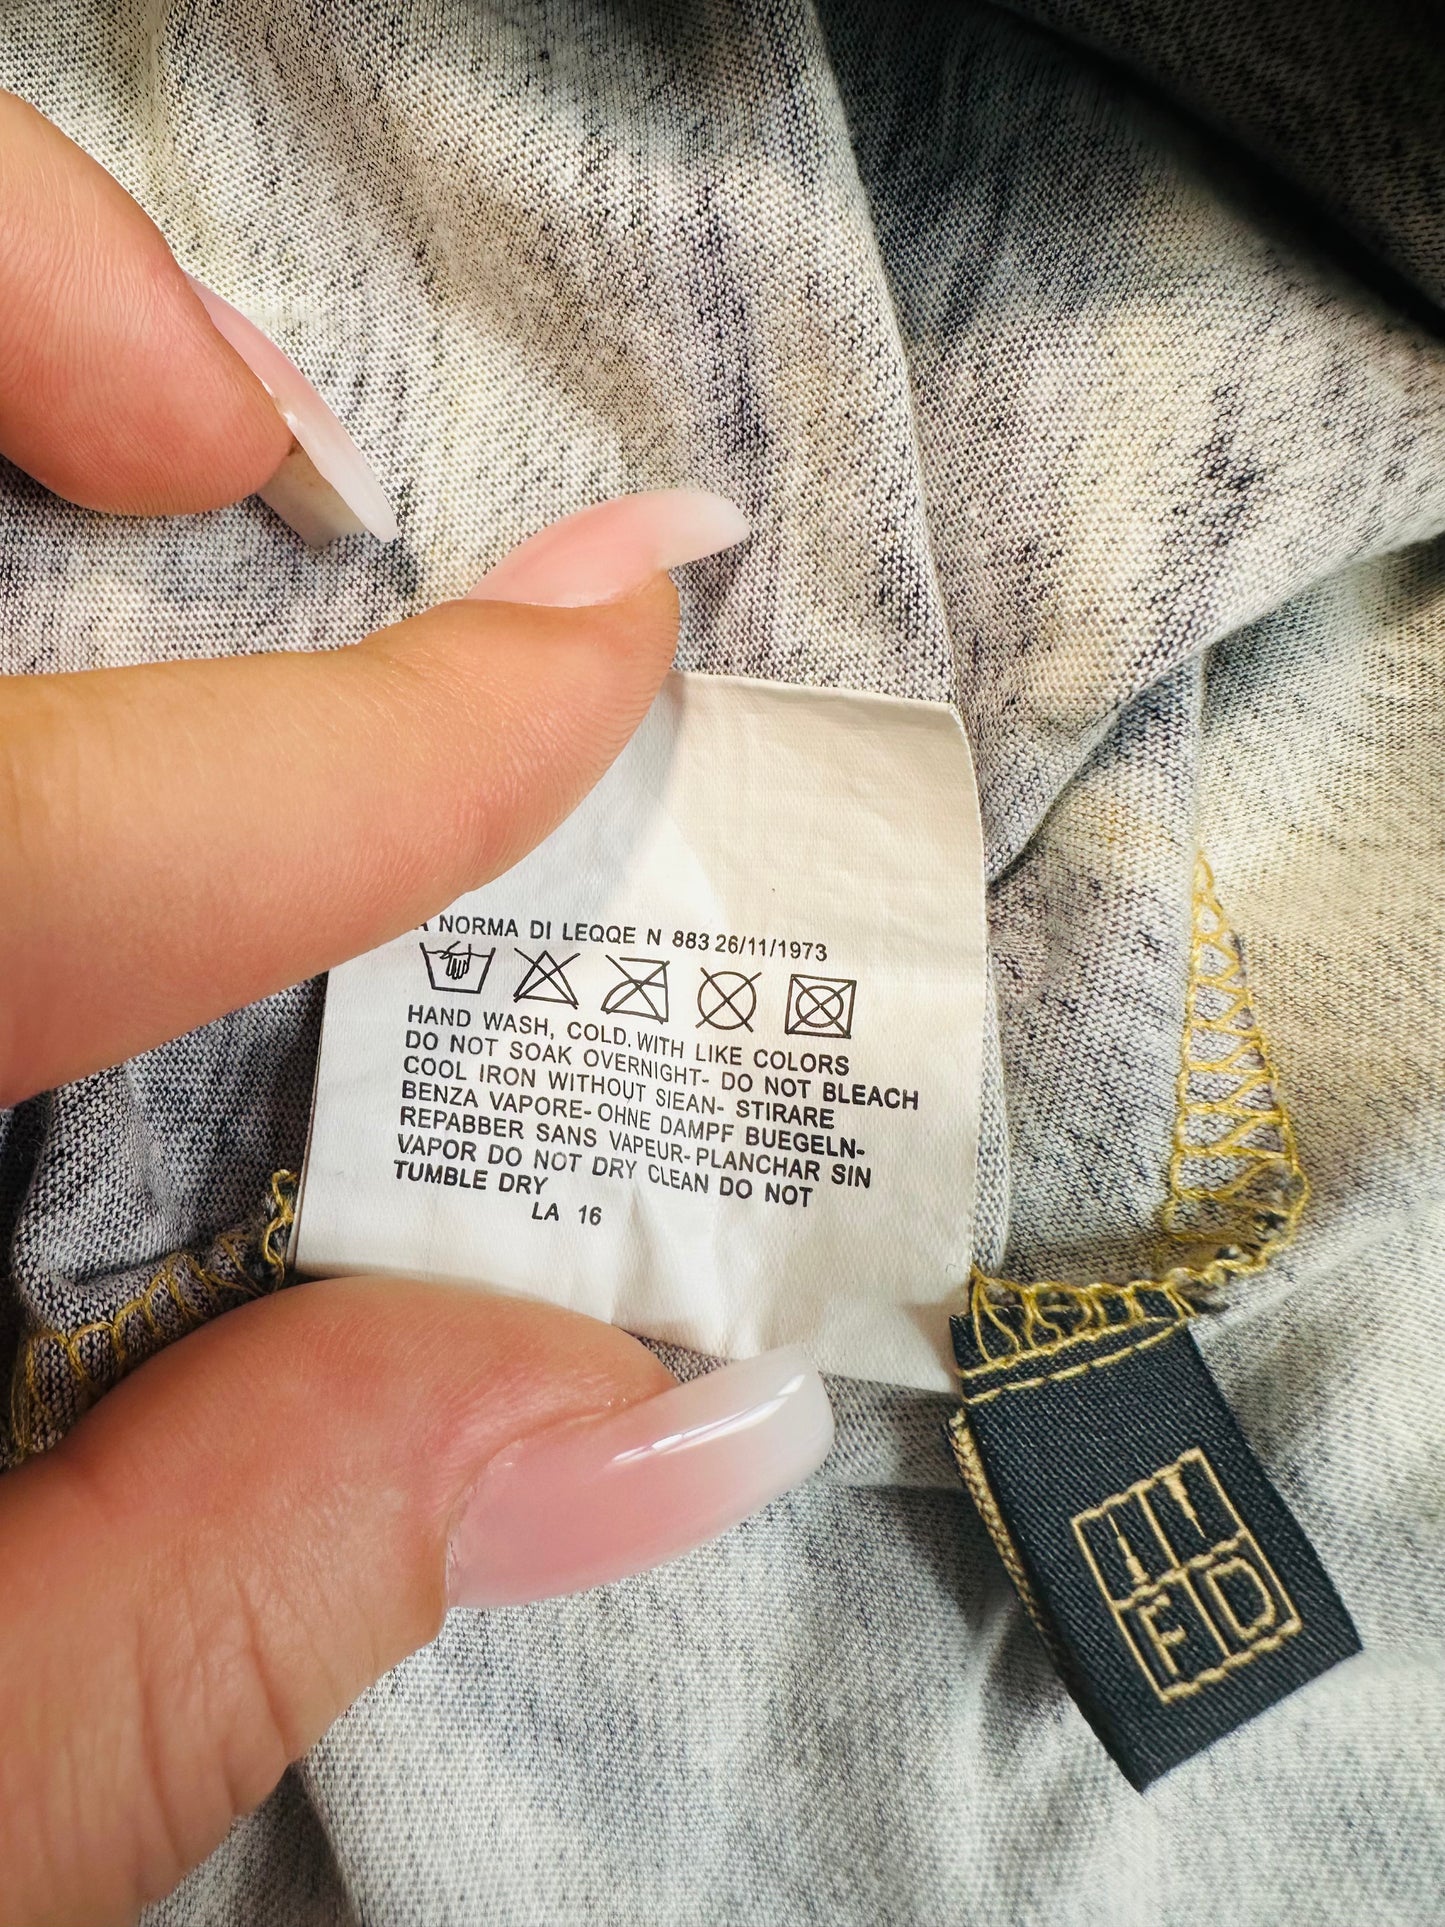 NORMA DI LEQQE N 883 26/11/1973
HAND WASH, COLD. WITH LIKE COLORS
DO NOT SOAK OVERNIGHT- DO NOT BLEACH
COOL IRON WITHOUT SIEAN- STIRARE
BENZA VAPORE- OHNE DAMPF BUEGELN-
REPABBER SANS VAPEUR- PLANCHAR SIN
VAPOR DO NOT DRY CLEAN DO NOT
TUMBLE DRY
LA 16
FD